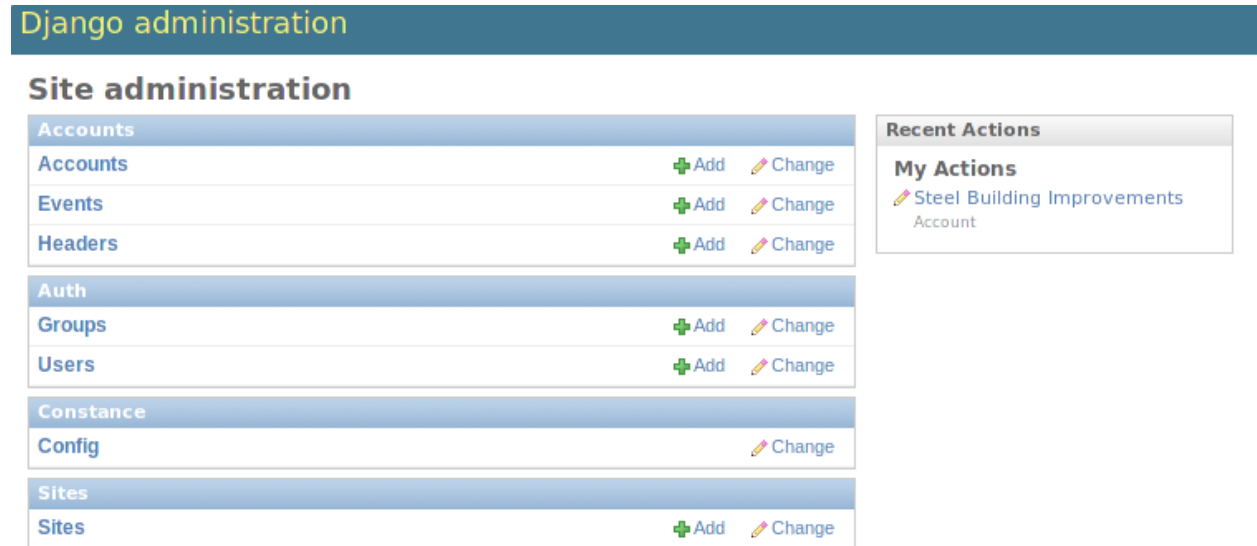 Django administration
Site administration
Accounts
Accounts Add Change
Events Add Change
Headers Add Change
Auth
Groups Add Change
Users Add Change
Constance
Config Change
Sites
Sites Add Change
Recent Actions
My Actions
Steel Building Improvements
Account